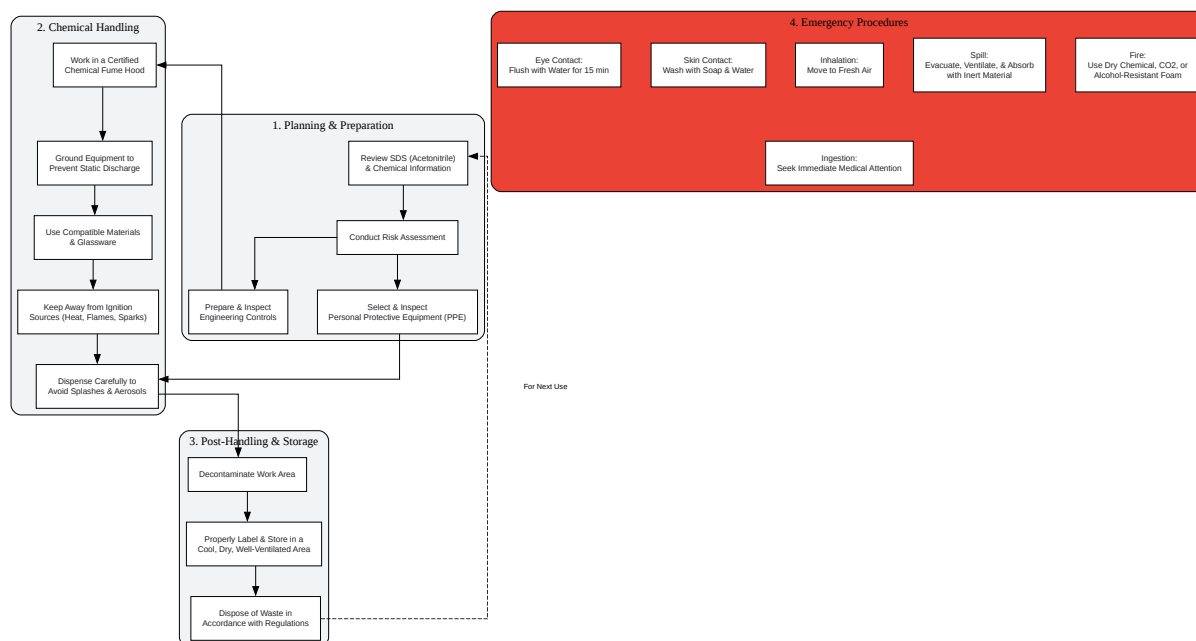 2. Chemical Handling
Work in a Certified
Chemical Fume Hood
Ground Equipment to
Prevent Static Discharge
Use Compatible Materials
& Glassware
Keep Away from Ignition
Sources (Heat, Flames, Sparks)
Dispense Carefully to
Avoid Splashes & Aerosols
1. Planning & Preparation
Review SDS (Acetonitrile)
& Chemical Information
Conduct Risk Assessment
Prepare & Inspect
Engineering Controls
Select & Inspect
Personal Protective Equipment (PPE)
3. Post-Handling & Storage
Decontaminate Work Area
Properly Label & Store in a
Cool, Dry, Well-Ventilated Area
Dispose of Waste in
Accordance with Regulations
For Next Use
4. Emergency Procedures
Eye Contact:
Flush with Water for 15 min
Skin Contact:
Wash with Soap & Water
Inhalation:
Move to Fresh Air
Spill:
Evacuate, Ventilate, & Absorb
with Inert Material
Fire:
Use Dry Chemical, CO2, or
Alcohol-Resistant Foam
Ingestion:
Seek Immediate Medical Attention